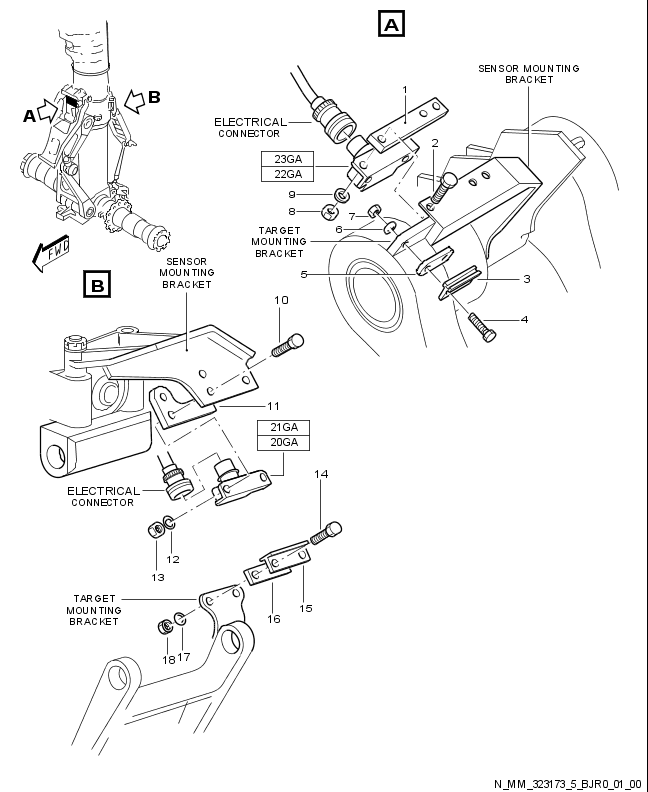 A
SENSOR MOUNTING
BRACKET
1
B
A
ELECTRICAL
CONNECTOR
2
23GA
22GA
9
8
7
6
TARGET
MOUNTING
BRACKET
FWD
5
3
4
B
SENSOR
MOUNTING
BRACKET
10
11
21GA
20GA
14
ELECTRICAL
CONNECTOR
12
13
TARGET
MOUNTING
BRACKET
16
15
18
17
N_MM_323173_5_BJR0_01_00